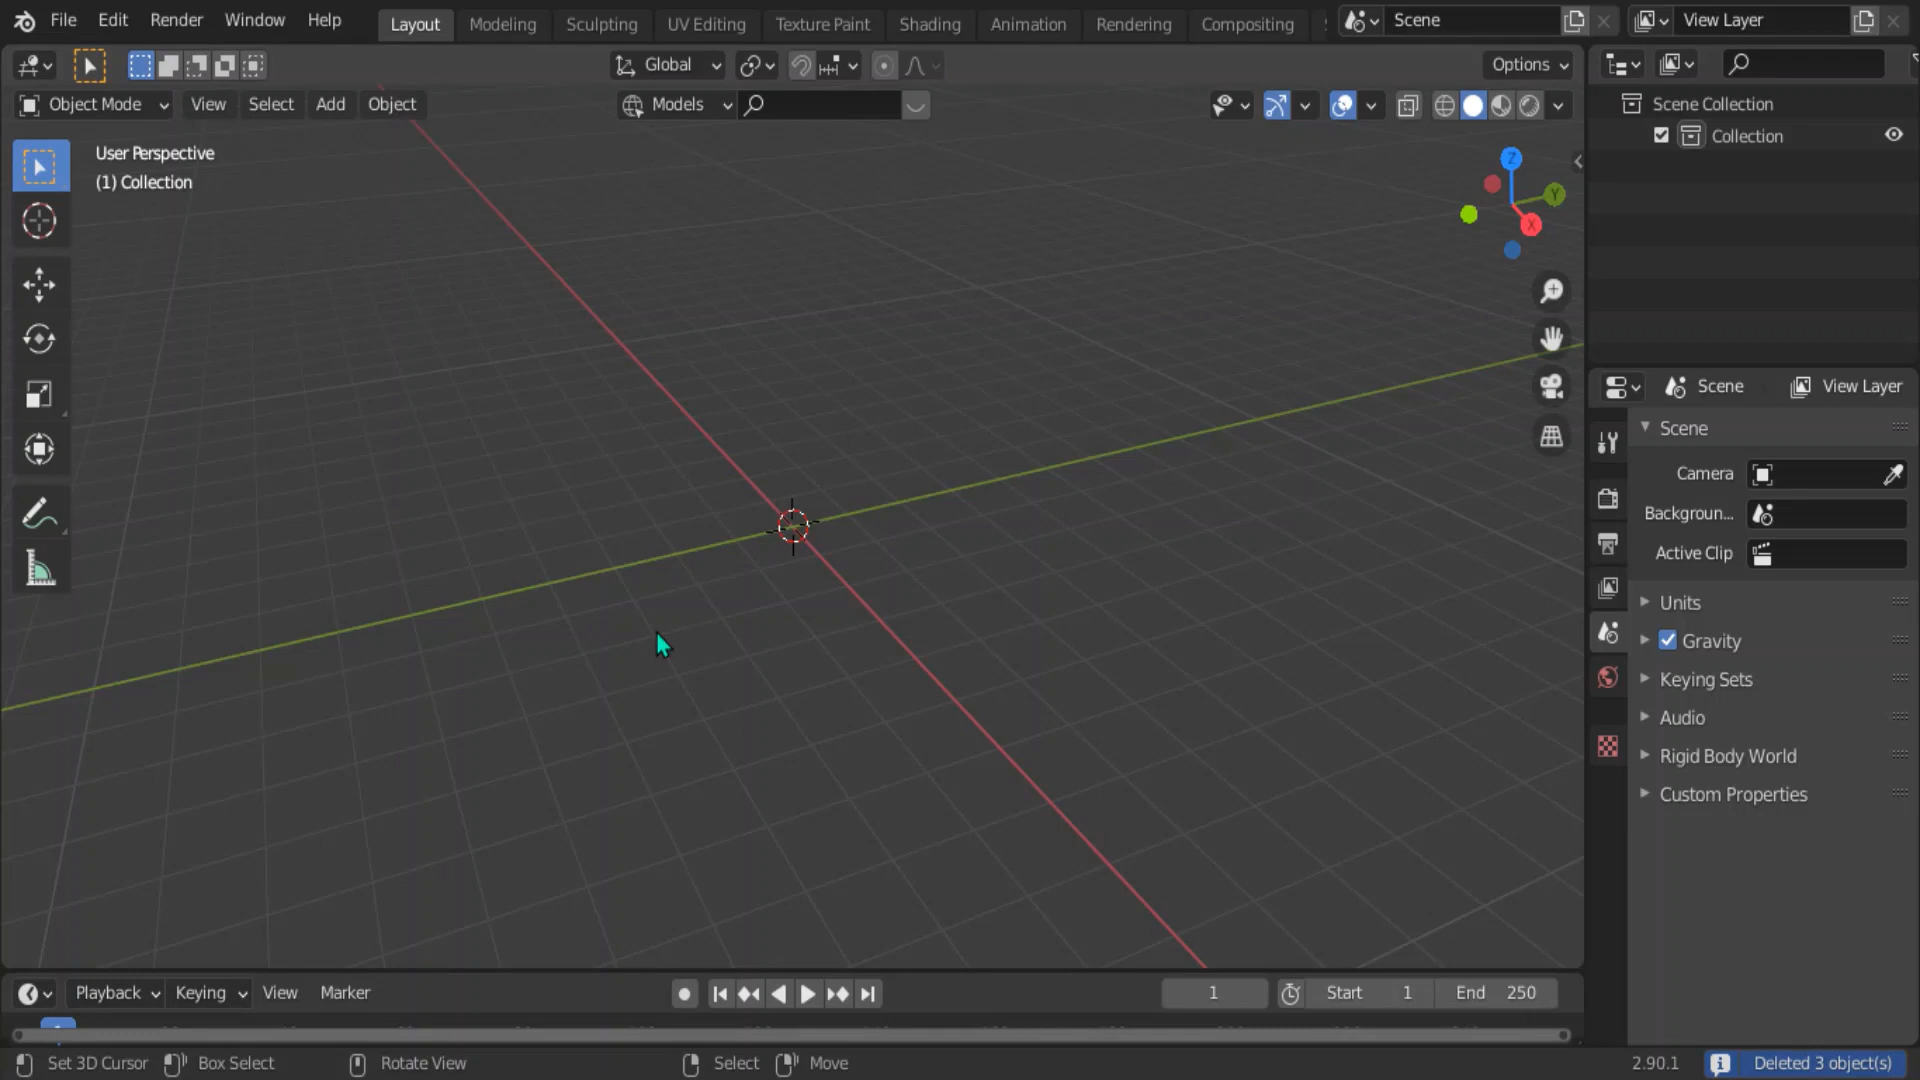 File Edit Render Window Help Layout Modeling Sculpting UV Editing Texture Paint Shading Animation Rendering Compositing Scene View Layer
Global Options
Object Mode View Select Add Object Models
Scene Collection
Collection
User Perspective
(1) Collection
Z
Y
X
Scene View Layer
Scene
Camera
Backgroun...
Active Clip
Units
Gravity
Keying Sets
Audio
Rigid Body World
Custom Properties
Playback Keying View Marker 1 Start 1 End 250
Set 3D Cursor Box Select Rotate View Select Move 2.90.1 Deleted 3 object(s)